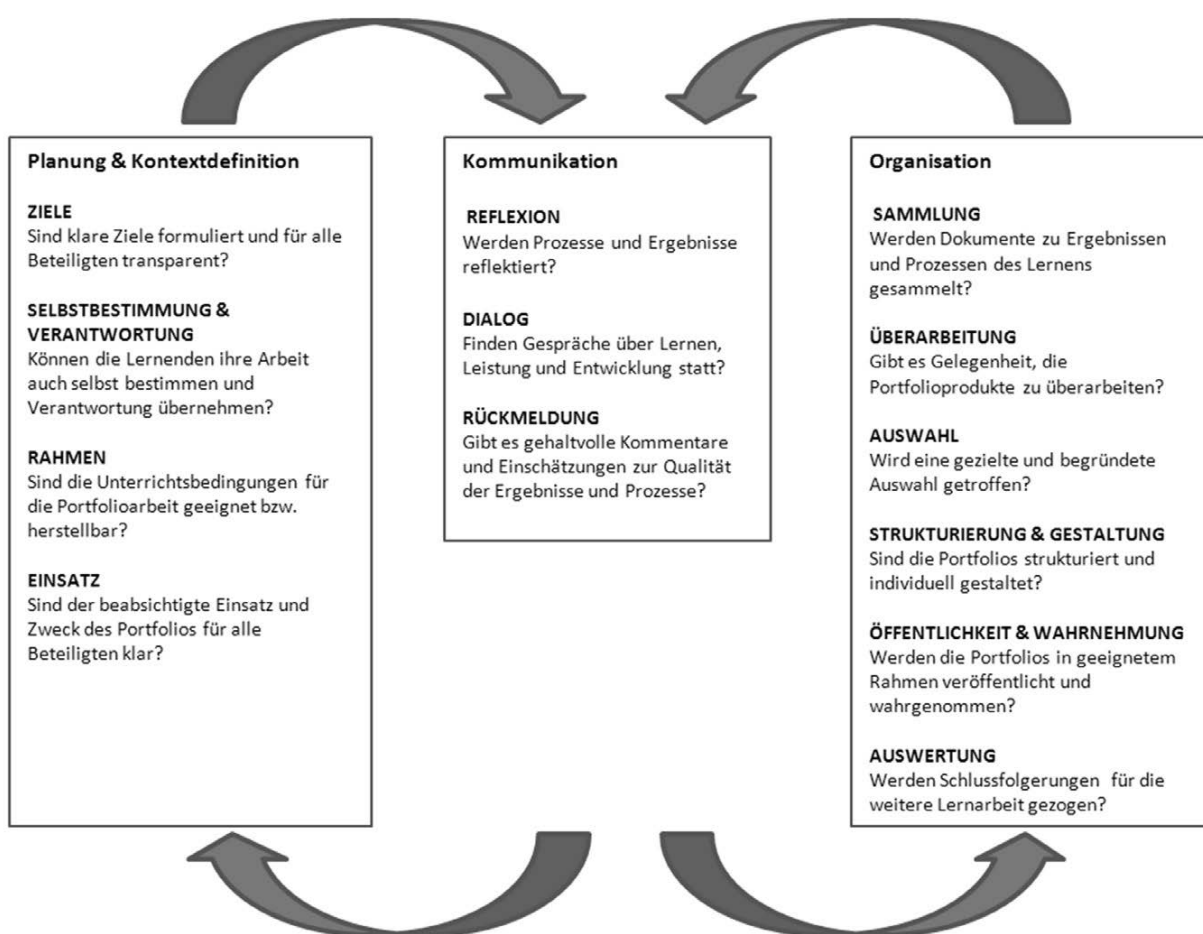 Planung & Kontextdefinition
ZIELE
Sind klare Ziele formuliert und für alle
Beteiligten transparent?
SELBSTBESTIMMUNG &
VERANTWORTUNG
Können die Lernenden ihre Arbeit
auch selbst bestimmen und
Verantwortung übernehmen?
RAHMEN
Sind die Unterrichtsbedingungen für
die Portfolioarbeit geeignet bzw.
herstellbar?
EINSATZ
Sind der beabsichtigte Einsatz und
Zweck des Portfolios für alle
Beteiligten klar?
Kommunikation
REFLEXION
Werden Prozesse und Ergebnisse
reflektiert?
DIALOG
Finden Gespräche über Lernen,
Leistung und Entwicklung statt?
RÜCKMELDUNG
Gibt es gehaltvolle Kommentare
und Einschätzungen zur Qualität
der Ergebnisse und Prozesse?
Organisation
SAMMLUNG
Werden Dokumente zu Ergebnissen
und Prozessen des Lernens
gesammelt?
ÜBERARBEITUNG
Gibt es Gelegenheit, die
Portfolioprodukte zu überarbeiten?
AUSWAHL
Wird eine gezielte und begründete
Auswahl getroffen?
STRUKTURIERUNG & GESTALTUNG
Sind die Portfolios strukturiert und
individuell gestaltet?
ÖFFENTLICHKEIT & WAHRNEHMUNG
Werden die Portfolios in geeignetem
Rahmen veröffentlicht und
wahrgenommen?
AUSWERTUNG
Werden Schlussfolgerungen für die
weitere Lernarbeit gezogen?